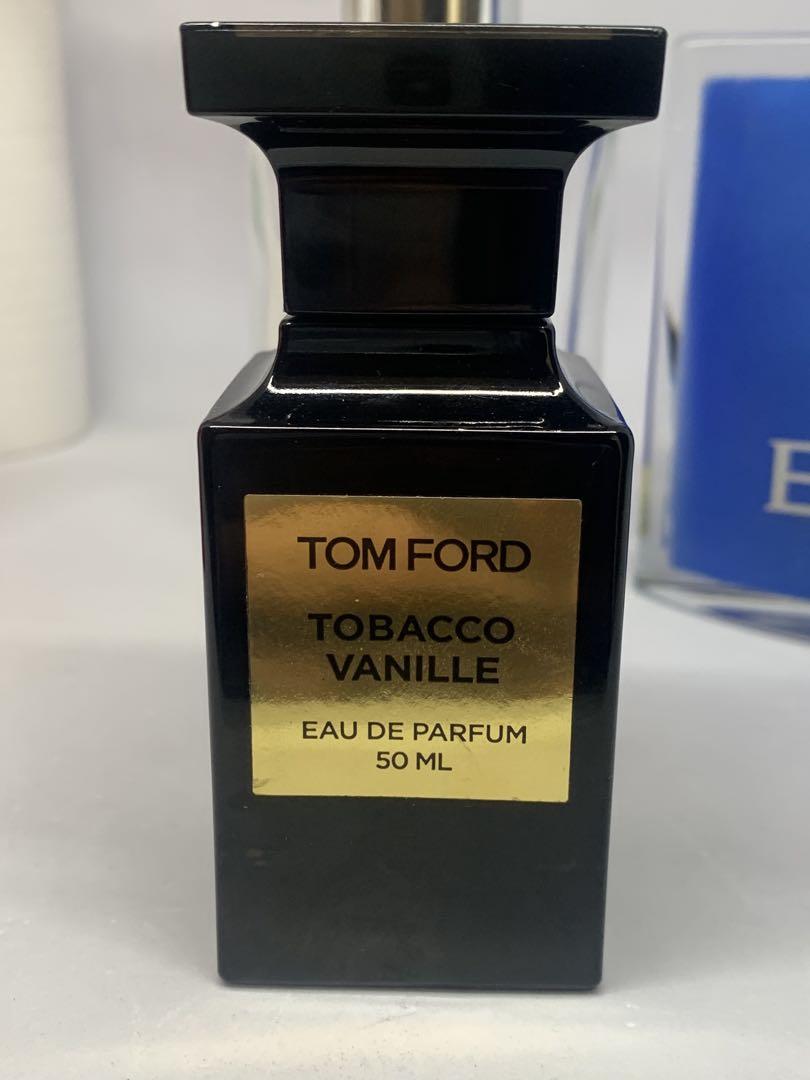 TOM FORD
TOBACCO
VANILLE
EAU DE PARFUM
50 ML